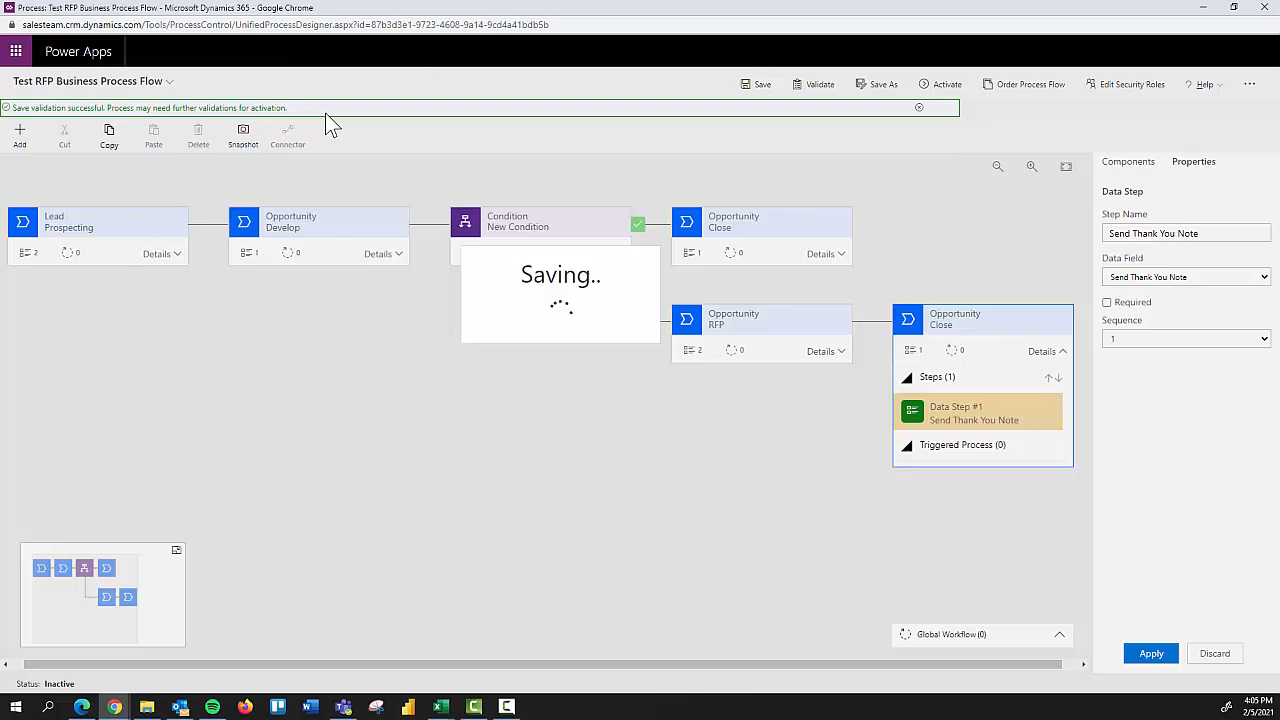 Process: Test RFP Business Process Flow - Microsoft Dynamics 365 - Google Chrome
salesteam.crm.dynamics.com/Tools/ProcessControl/UnifiedProcessDesigner.aspx?id=87b3d3e1-9723-4608-9a14-9cd4a41bdb5b
Power Apps
Test RFP Business Process Flow
Save
Validate
Save As
Activate
Order Process Flow
Edit Security Roles
? Help
Save validation successful. Process may need further validations for activation.
Add
Cut
Copy
Paste
Delete
Snapshot
Connector
Components
Properties
Lead
Prospecting
2
0
Details
Opportunity
Develop
1
0
Details
Condition
New Condition
Opportunity
Close
1
0
Details
Saving..
Opportunity
RFP
2
0
Details
Opportunity
Close
1
0
Details
Steps (1)
Data Step #1
Send Thank You Note
Triggered Process (0)
Data Step
Step Name
Send Thank You Note
Data Field
Send Thank You Note
Required
Sequence
1
Global Workflow (0)
Apply
Discard
Status: Inactive
4:05 PM
2/5/2021